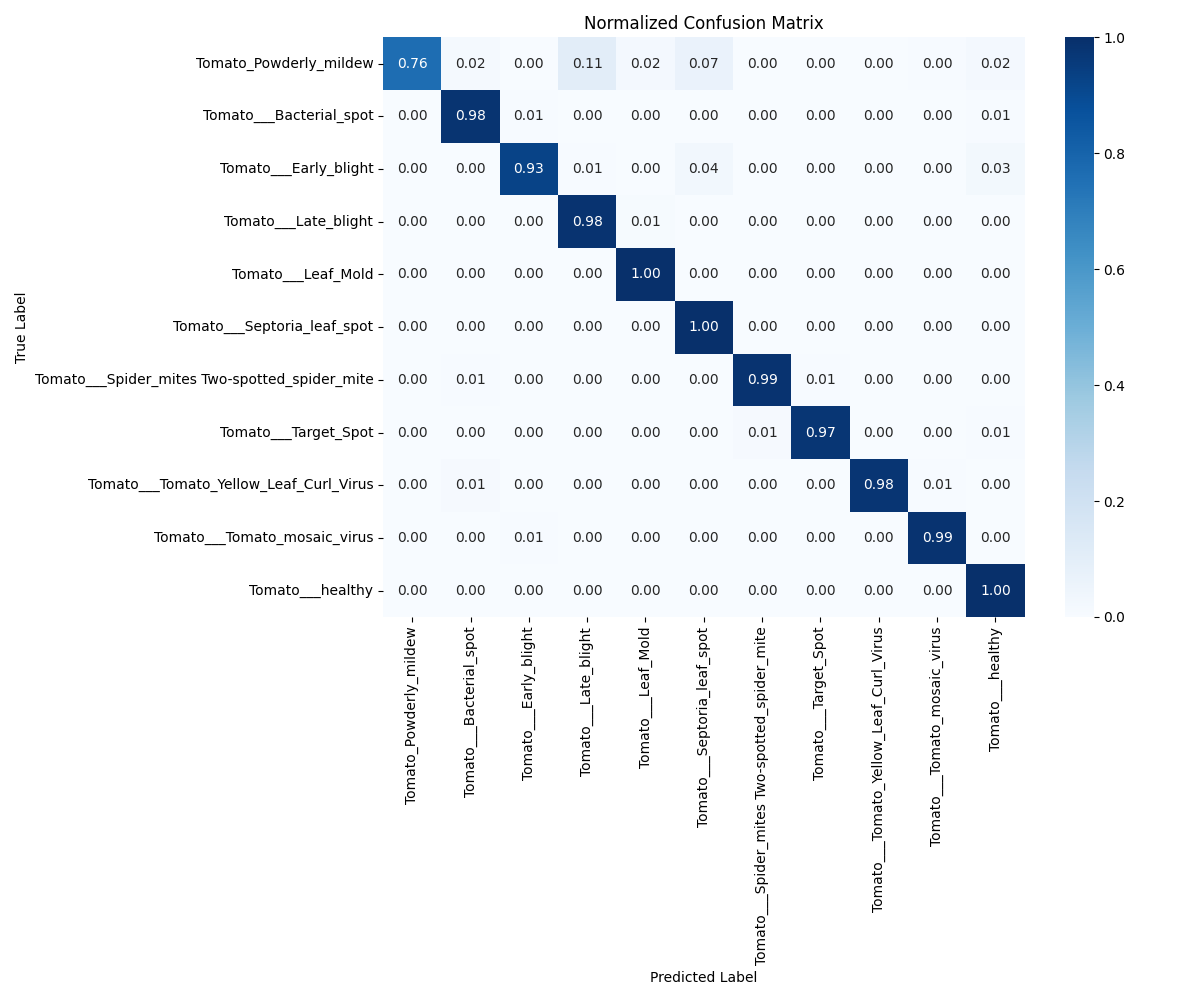 Normalized Confusion Matrix
True Label
Tomato_Powderly_mildew 0.76 0.02 0.00 0.11 0.02 0.07 0.00 0.00 0.00 0.00 0.02
Tomato___Bacterial_spot 0.00 0.98 0.01 0.00 0.00 0.00 0.00 0.00 0.00 0.00 0.01
Tomato___Early_blight 0.00 0.00 0.93 0.01 0.00 0.04 0.00 0.00 0.00 0.00 0.03
Tomato___Late_blight 0.00 0.00 0.00 0.98 0.01 0.00 0.00 0.00 0.00 0.00 0.00
Tomato___Leaf_Mold 0.00 0.00 0.00 0.00 1.00 0.00 0.00 0.00 0.00 0.00 0.00
Tomato___Septoria_leaf_spot 0.00 0.00 0.00 0.00 0.00 1.00 0.00 0.00 0.00 0.00 0.00
Tomato___Spider_mites Two-spotted_spider_mite 0.00 0.01 0.00 0.00 0.00 0.00 0.99 0.01 0.00 0.00 0.00
Tomato___Target_Spot 0.00 0.00 0.00 0.00 0.00 0.00 0.01 0.97 0.00 0.00 0.01
Tomato___Tomato_Yellow_Leaf_Curl_Virus 0.00 0.01 0.00 0.00 0.00 0.00 0.00 0.00 0.98 0.01 0.00
Tomato___Tomato_mosaic_virus 0.00 0.00 0.01 0.00 0.00 0.00 0.00 0.00 0.00 0.99 0.00
Tomato___healthy 0.00 0.00 0.00 0.00 0.00 0.00 0.00 0.00 0.00 0.00 1.00
Tomato_Powderly_mildew
Tomato___Bacterial_spot
Tomato___Early_blight
Tomato___Late_blight
Tomato___Leaf_Mold
Tomato___Septoria_leaf_spot
Tomato___Spider_mites Two-spotted_spider_mite
Tomato___Target_Spot
Tomato___Tomato_Yellow_Leaf_Curl_Virus
Tomato___Tomato_mosaic_virus
Tomato___healthy
Predicted Label
1.0
0.8
0.6
0.4
0.2
0.0